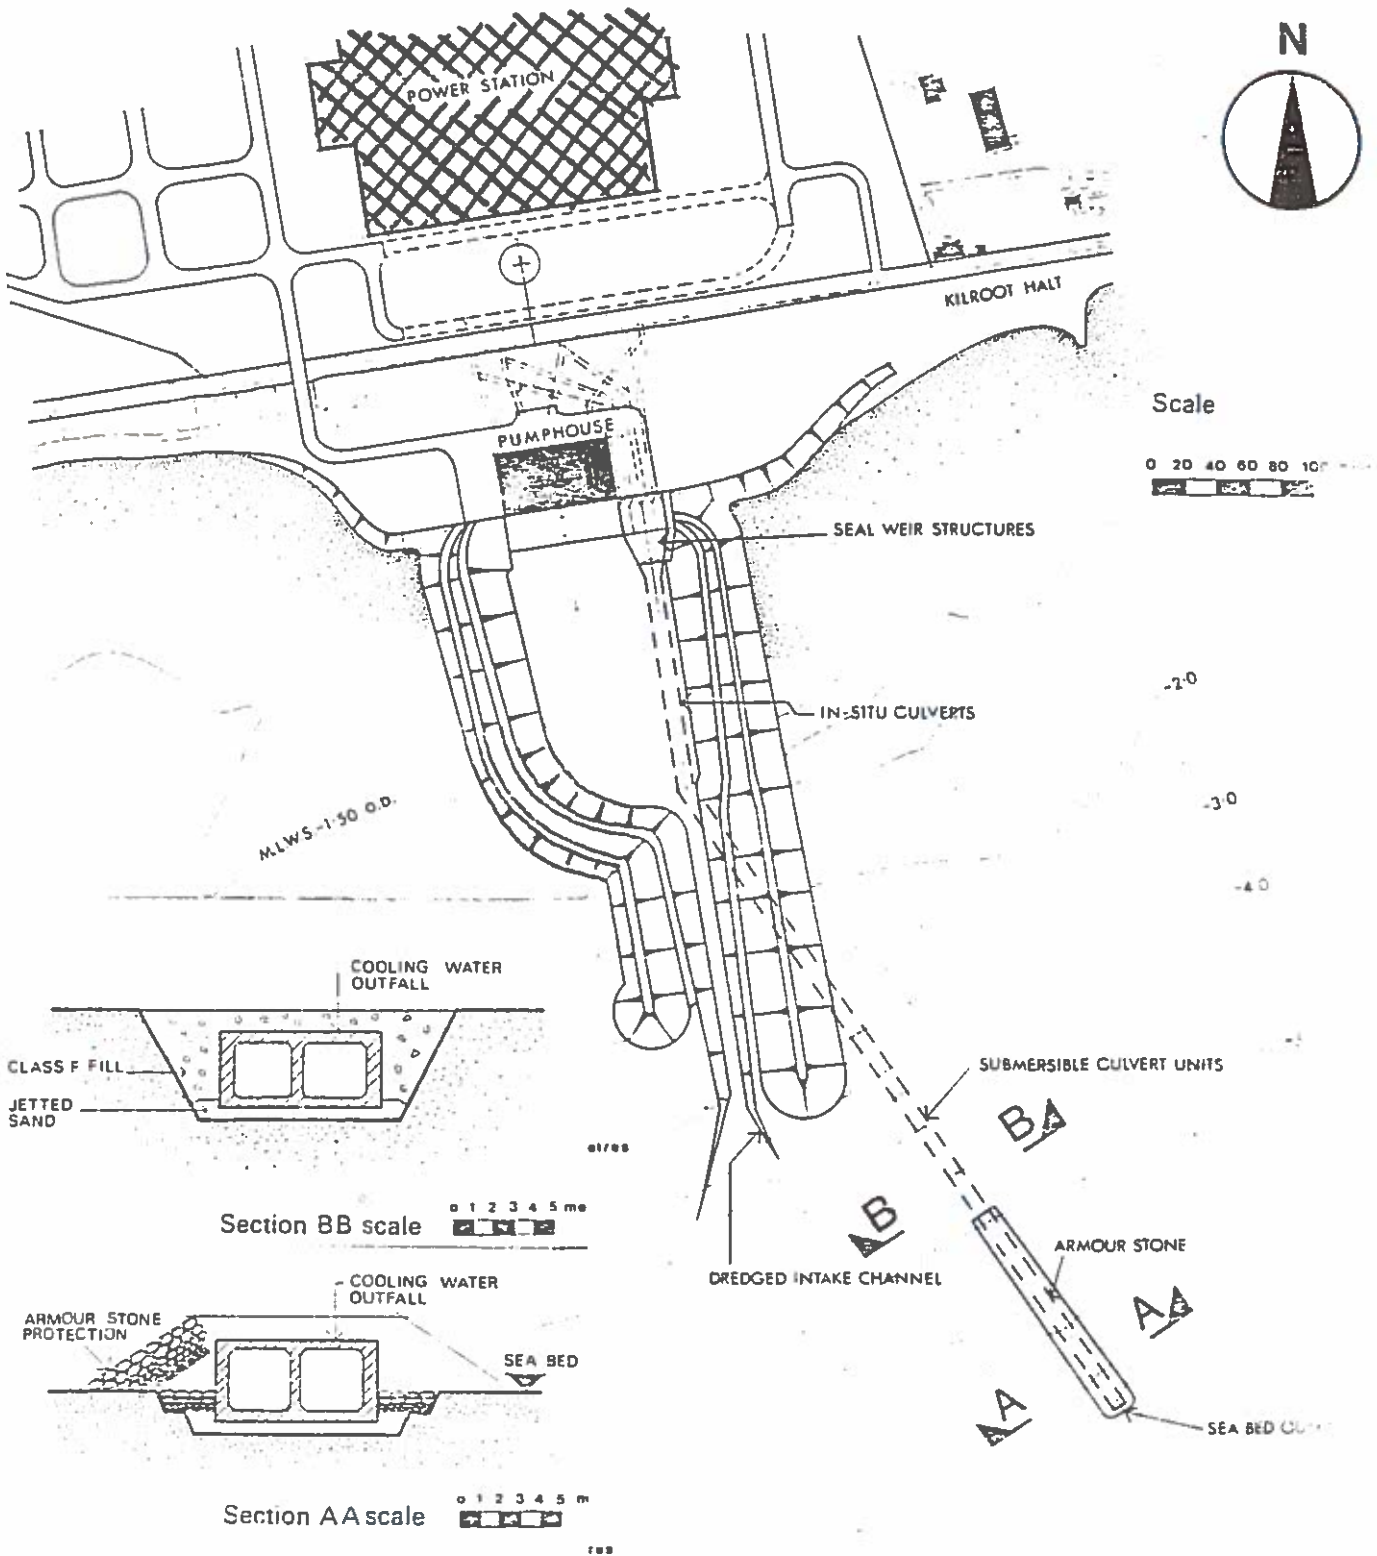 N
POWER STATION
KILROOT HALT
Scale
0 20 40 60 80
PUMPHOUSE
SEAL WEIR STRUCTURES
-2·0
IN-SITU CULVERTS
-3·0
M.L.W.S -1·50 O.D.
-4·0
COOLING WATER
OUTFALL
SUBMERSIBLE CULVERT UNITS
CLASS F FILL
JETTED
SAND
B
B
Section BB scale
0 1 2 3 4 5 me
DREDGED INTAKE CHANNEL
ARMOUR STONE
COOLING WATER
OUTFALL
ARMOUR STONE
PROTECTION
A
SEA BED
A
SEA BED
Section AA scale
0 1 2 3 4 5 m